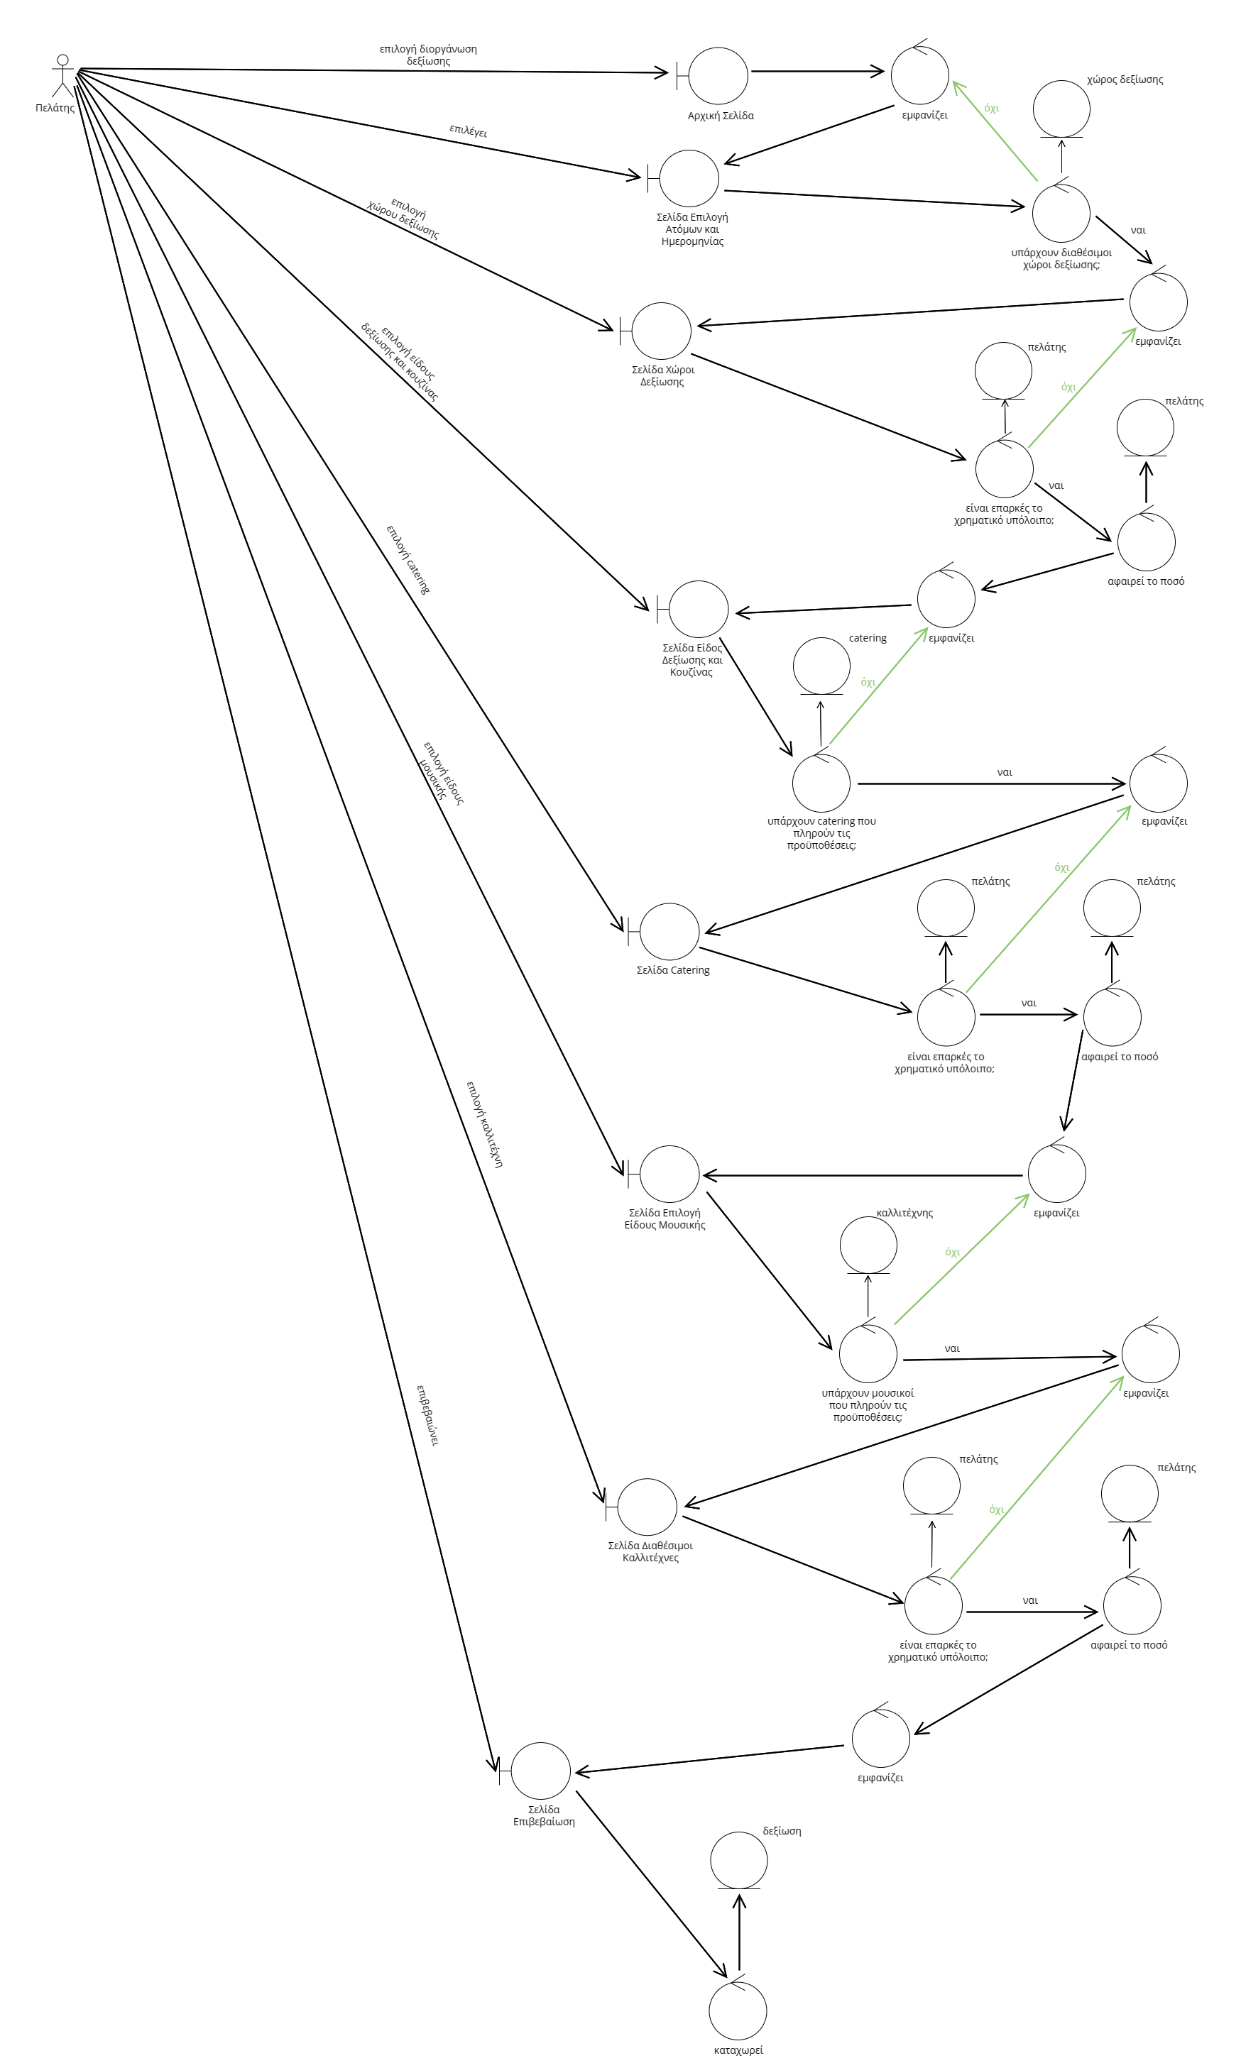 επιλογή διοργάνωση
δεξίωσης
Πελάτης
Αρχική Σελίδα
εμφανίζει
όχι
χώρος δεξίωσης
επιλέγει
Σελίδα Επιλογή
Ατόμων και
Ημερομηνίας
υπάρχουν διαθέσιμοι
χώροι δεξίωσης;
ναι
επιλογή
χώρου δεξίωσης
εμφανίζει
Σελίδα Χώροι
Δεξίωσης
πελάτης
όχι
πελάτης
επιλογή είδους
δεξίωσης και κουζίνας
είναι επαρκές το
χρηματικό υπόλοιπο;
ναι
αφαιρεί το ποσό
επιλογή catering
Σελίδα Είδος
Δεξίωσης και
Κουζίνας
catering
εμφανίζει
όχι
υπάρχουν catering που
πληρούν τις
προϋποθέσεις;
ναι
εμφανίζει
επιλογή είδους
μουσικής
όχι
πελάτης
πελάτης
Σελίδα Catering
είναι επαρκές το
χρηματικό υπόλοιπο;
ναι
αφαιρεί το ποσό
επιλογή καλλιτέχνη
Σελίδα Επιλογή
Είδους Μουσικής
καλλιτέχνης
εμφανίζει
όχι
ναι
υπάρχουν μουσικοί
που πληρούν τις
προϋποθέσεις;
εμφανίζει
επιβεβαιώνει
πελάτης
πελάτης
όχι
Σελίδα Διαθέσιμοι
Καλλιτέχνες
ναι
είναι επαρκές το
χρηματικό υπόλοιπο;
αφαιρεί το ποσό
εμφανίζει
Σελίδα
Επιβεβαίωση
δεξίωση
καταχωρεί